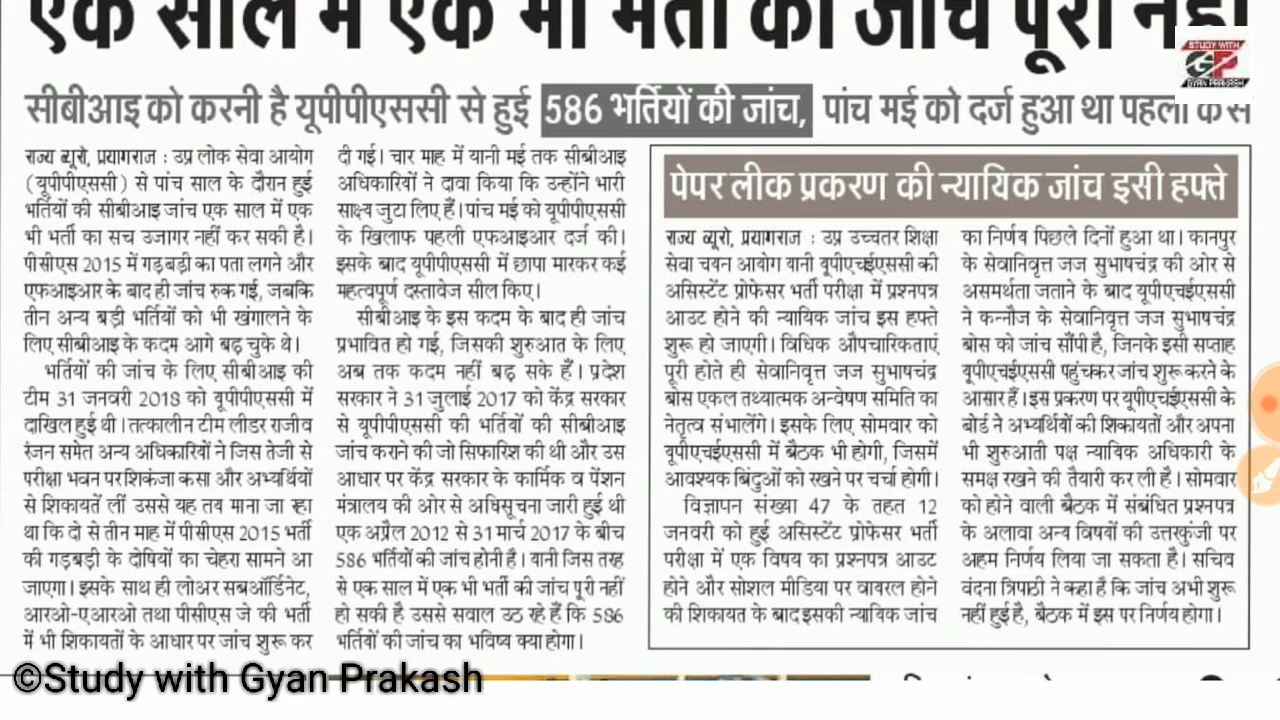 एक साल में एक भी भर्ती की जांच पूरी नहीं
STUDY WITH
GP
GYAN PRAKASH
सीबीआइ को करनी है यूपीपीएससी से हुई 586 भर्तियों की जांच, पांच मई को दर्ज हुआ था पहला केस
राज्य ब्यूरो, प्रयागराज : उप्र लोक सेवा आयोग
(यूपीपीएससी) से पांच साल के दौरान हुई
भर्तियों की सीबीआइ जांच एक साल में एक
भी भर्ती का सच उजागर नहीं कर सकी है।
पीसीएस 2015 में गड़बड़ी का पता लगने और
एफआइआर के बाद ही जांच रुक गई, जबकि
तीन अन्य बड़ी भर्तियों को भी खंगालने के
लिए सीबीआइ के कदम आगे बढ़ चुके थे।
भर्तियों की जांच के लिए सीबीआइ की
टीम 31 जनवरी 2018 को यूपीपीएससी में
दाखिल हुई थी। तत्कालीन टीम लीडर राजीव
रंजन समेत अन्य अधिकारियों ने जिस तेजी से
परीक्षा भवन पर शिकंजा कसा और अभ्यर्थियों
से शिकायतें लीं उससे यह तय माना जा रहा
था कि दो से तीन माह में पीसीएस 2015 भर्ती
की गड़बड़ी के दोषियों का चेहरा सामने आ
जाएगा। इसके साथ ही लोअर सबऑर्डिनेट,
आरओ-एआरओ तथा पीसीएस जे की भर्ती
में भी शिकायतों के आधार पर जांच शुरू कर
दी गई। चार माह में यानी मई तक सीबीआइ
अधिकारियों ने दावा किया कि उन्होंने भारी
साक्ष्य जुटा लिए हैं। पांच मई को यूपीपीएससी
के खिलाफ पहली एफआइआर दर्ज की।
इसके बाद यूपीपीएससी में छापा मारकर कई
महत्वपूर्ण दस्तावेज सील किए।
सीबीआइ के इस कदम के बाद ही जांच
प्रभावित हो गई, जिसकी शुरुआत के लिए
अब तक कदम नहीं बढ़ सके हैं। प्रदेश
सरकार ने 31 जुलाई 2017 को केंद्र सरकार
से यूपीपीएससी की भर्तियों की सीबीआइ
जांच कराने की जो सिफारिश की थी और उस
आधार पर केंद्र सरकार के कार्मिक व पेंशन
मंत्रालय की ओर से अधिसूचना जारी हुई थी
एक अप्रैल 2012 से 31 मार्च 2017 के बीच
586 भर्तियों की जांच होनी है। यानी जिस तरह
से एक साल में एक भी भर्ती की जांच पूरी नहीं
हो सकी है उससे सवाल उठ रहे हैं कि 586
भर्तियों की जांच का भविष्य क्या होगा।
पेपर लीक प्रकरण की न्यायिक जांच इसी हफ्ते
राज्य ब्यूरो, प्रयागराज : उप्र उच्चतर शिक्षा
सेवा चयन आयोग यानी यूपीएचईएससी की
असिस्टेंट प्रोफेसर भर्ती परीक्षा में प्रश्नपत्र
आउट होने की न्यायिक जांच इस हफ्ते
शुरू हो जाएगी। विधिक औपचारिकताएं
पूरी होते ही सेवानिवृत्त जज सुभाषचंद्र
बोस एकल तथ्यात्मक अन्वेषण समिति का
नेतृत्व संभालेंगे। इसके लिए सोमवार को
यूपीएचईएससी में बैठक भी होगी, जिसमें
आवश्यक बिंदुओं को रखने पर चर्चा होगी।
विज्ञापन संख्या 47 के तहत 12
जनवरी को हुई असिस्टेंट प्रोफेसर भर्ती
परीक्षा में एक विषय का प्रश्नपत्र आउट
होने और सोशल मीडिया पर वायरल होने
की शिकायत के बाद इसकी न्यायिक जांच
का निर्णय पिछले दिनों हुआ था। कानपुर
के सेवानिवृत्त जज सुभाषचंद्र की ओर से
असमर्थता जताने के बाद यूपीएचईएससी
ने कन्नौज के सेवानिवृत्त जज सुभाषचंद्र
बोस को जांच सौंपी है, जिनके इसी सप्ताह
यूपीएचईएससी पहुंचकर जांच शुरू करने के
आसार हैं। इस प्रकरण पर यूपीएचईएससी के
बोर्ड ने अभ्यर्थियों की शिकायतों और अपना
भी शुरुआती पक्ष न्यायिक अधिकारी के
समक्ष रखने की तैयारी कर ली है। सोमवार
को होने वाली बैठक में संबंधित प्रश्नपत्र
के अलावा अन्य विषयों की उत्तरकुंजी पर
अहम निर्णय लिया जा सकता है। सचिव
वंदना त्रिपाठी ने कहा है कि जांच अभी शुरू
नहीं हुई है, बैठक में इस पर निर्णय होगा।
©Study with Gyan Prakash